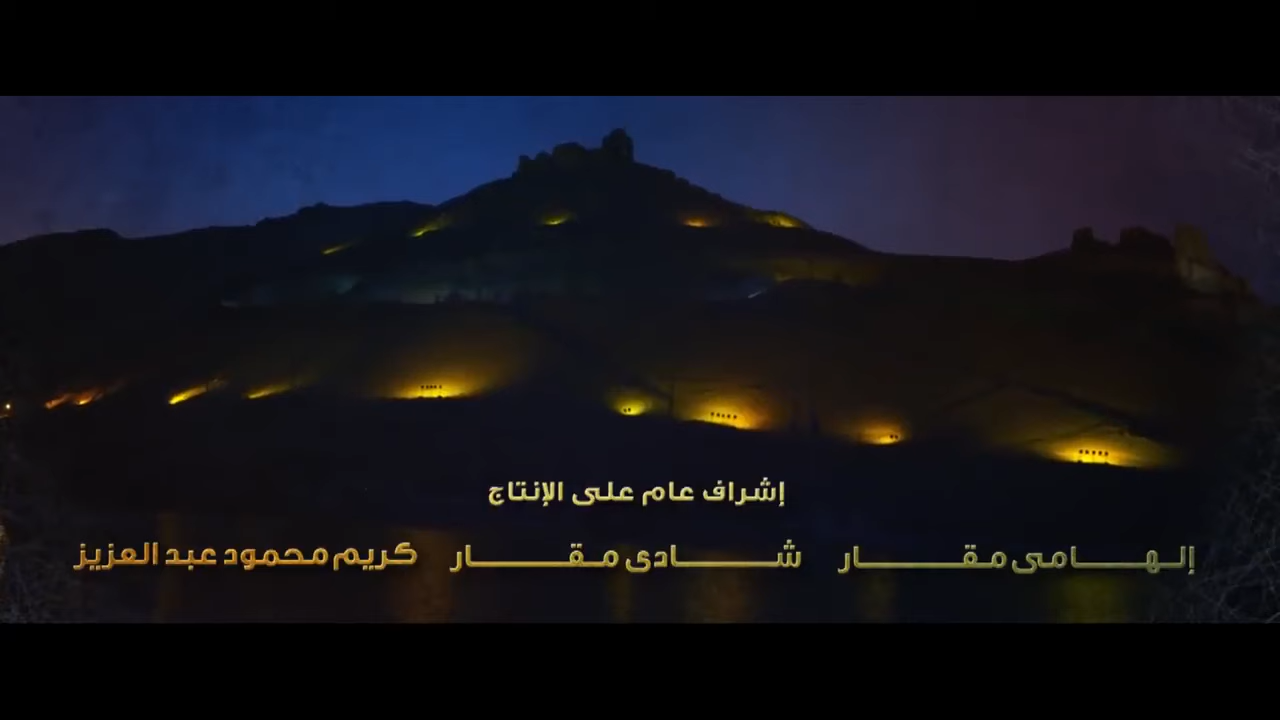 إشراف عام على الإنتاج
إلهامى مقار شادى مقار كريم محمود عبد العزيز